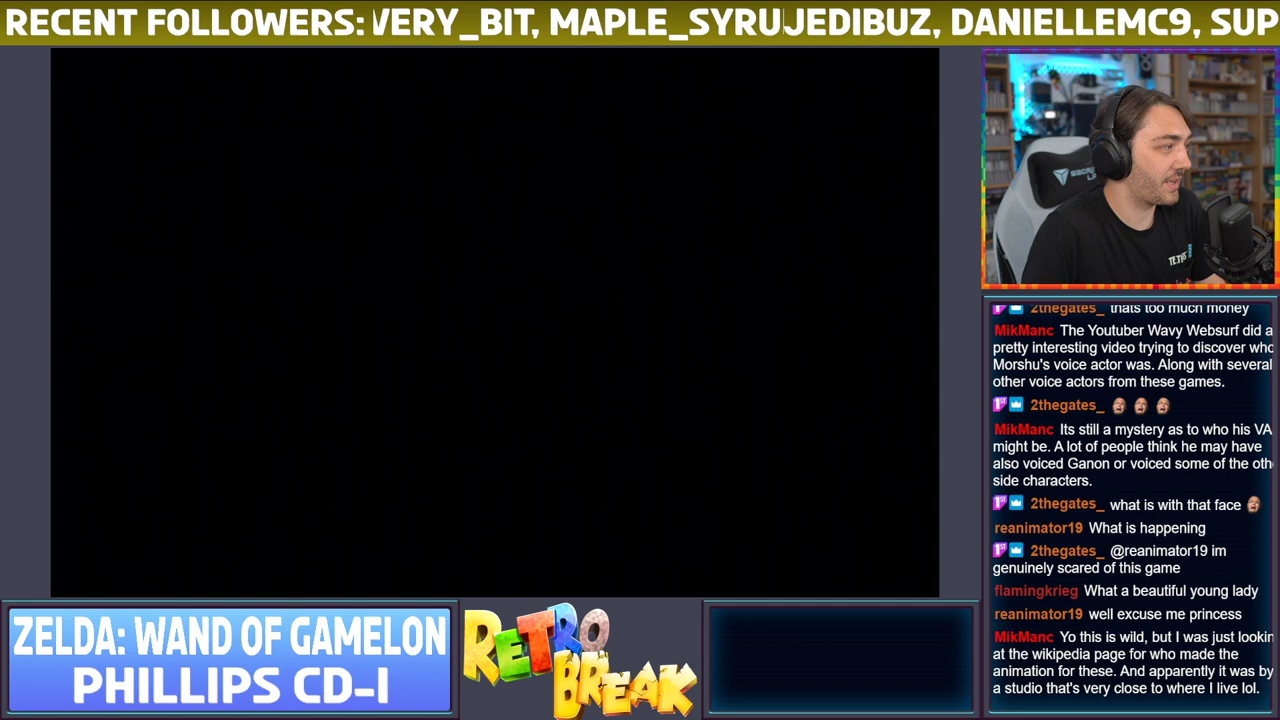 RECENT FOLLOWERS: VERY_BIT, MAPLE_SYRUJEDIBUZ, DANIELLEMC9, SUP
2thegates_ thats too much money
MikManc The Youtuber Wavy Websurf did a
pretty interesting video trying to discover who
Morshu's voice actor was. Along with several
other voice actors from these games.
2thegates_
MikManc Its still a mystery as to who his VA
might be. A lot of people think he may have
also voiced Ganon or voiced some of the oth
side characters.
2thegates_ what is with that face
reanimator19 What is happening
2thegates_ @reanimator19 im
genuinely scared of this game
flamingkrieg What a beautiful young lady
reanimator19 well excuse me princess
MikManc Yo this is wild, but I was just lookin
at the wikipedia page for who made the
animation for these. And apparently it was by
a studio that's very close to where I live lol.
ZELDA: WAND OF GAMELON
PHILLIPS CD-I
RETRO
BREAK